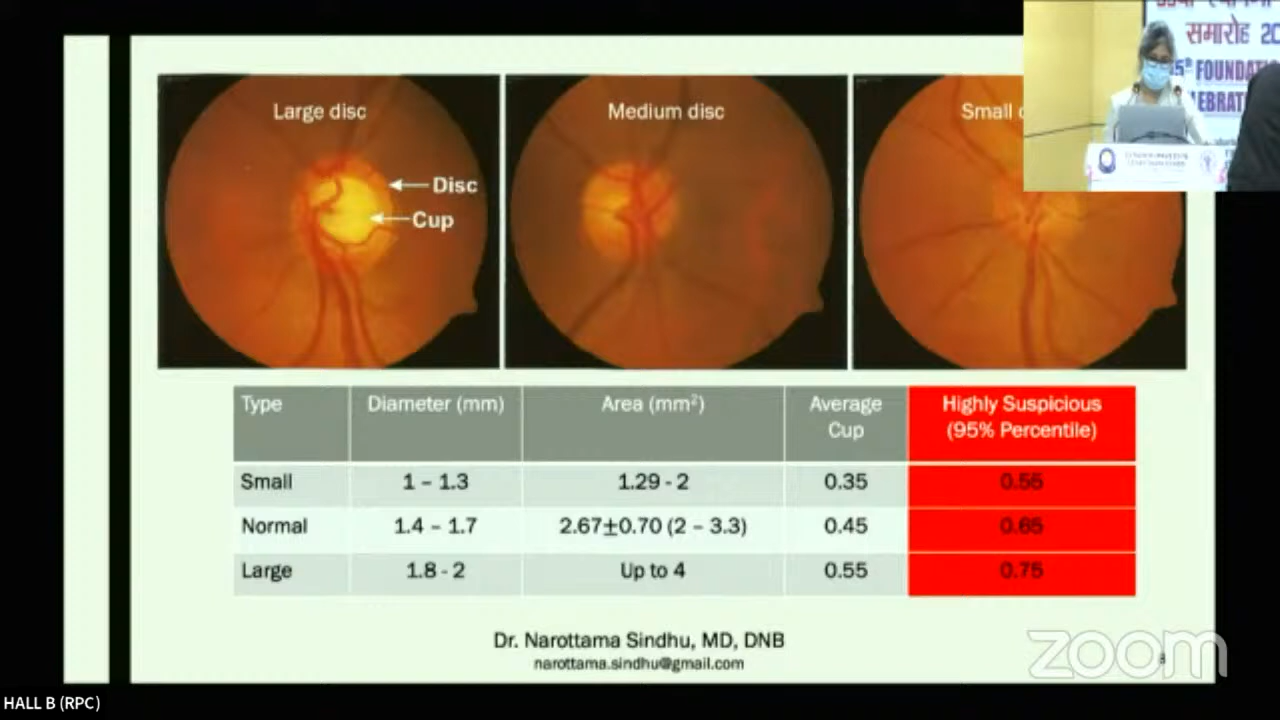 Large disc
Disc
Cup
Medium disc
Small
समारोह 20
FOUNDATI
Type Diameter (mm) Area (mm²) Average Cup Highly Suspicious (95% Percentile)
Small 1 – 1.3 1.29 - 2 0.35 0.55
Normal 1.4 – 1.7 2.67±0.70 (2 – 3.3) 0.45 0.65
Large 1.8 - 2 Up to 4 0.55 0.75
Dr. Narottama Sindhu, MD, DNB
narottama.sindhu@gmail.com
zoom
HALL B (RPC)